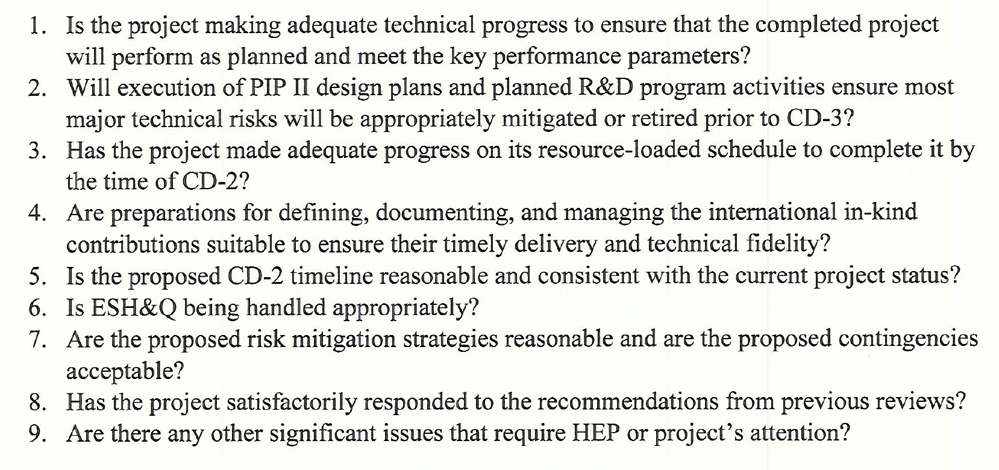 1. Is the project making adequate technical progress to ensure that the completed project
will perform as planned and meet the key performance parameters?
2. Will execution of PIP II design plans and planned R&D program activities ensure most
major technical risks will be appropriately mitigated or retired prior to CD-3?
3. Has the project made adequate progress on its resource-loaded schedule to complete it by
the time of CD-2?
4. Are preparations for defining, documenting, and managing the international in-kind
contributions suitable to ensure their timely delivery and technical fidelity?
5. Is the proposed CD-2 timeline reasonable and consistent with the current project status?
6. Is ESH&Q being handled appropriately?
7. Are the proposed risk mitigation strategies reasonable and are the proposed contingencies
acceptable?
8. Has the project satisfactorily responded to the recommendations from previous reviews?
9. Are there any other significant issues that require HEP or project's attention?